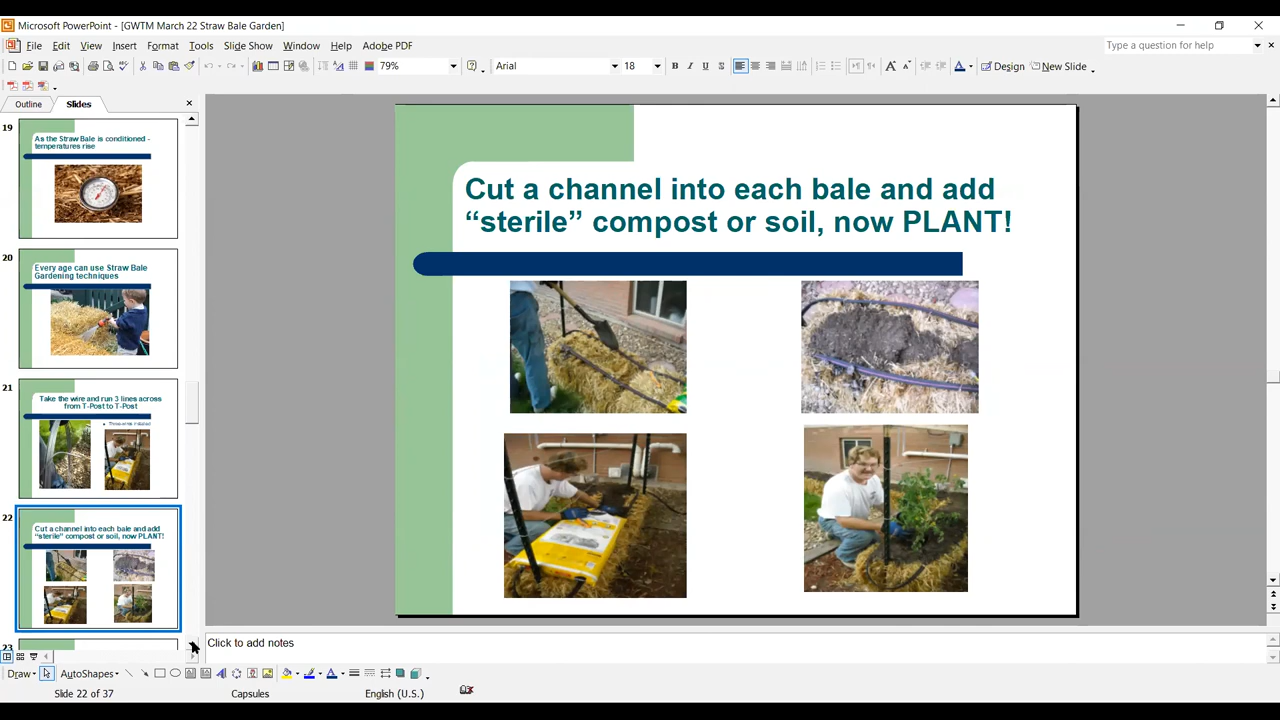 Microsoft PowerPoint - [GWTM March 22 Straw Bale Garden]
File Edit View Insert Format Tools Slide Show Window Help Adobe PDF
Type a question for help
79%
Arial
18
Design
New Slide
Outline
Slides
19
As the Straw Bale is conditioned -
temperatures rise
20
Every age can use Straw Bale
Gardening techniques
21
Take the wire and run 3 lines across
from T-Post to T-Post
22
Cut a channel into each bale and add
“sterile” compost or soil, now PLANT!
23
Cut a channel into each bale and add
“sterile” compost or soil, now PLANT!
Click to add notes
Draw
AutoShapes
Slide 22 of 37
Capsules
English (U.S.)